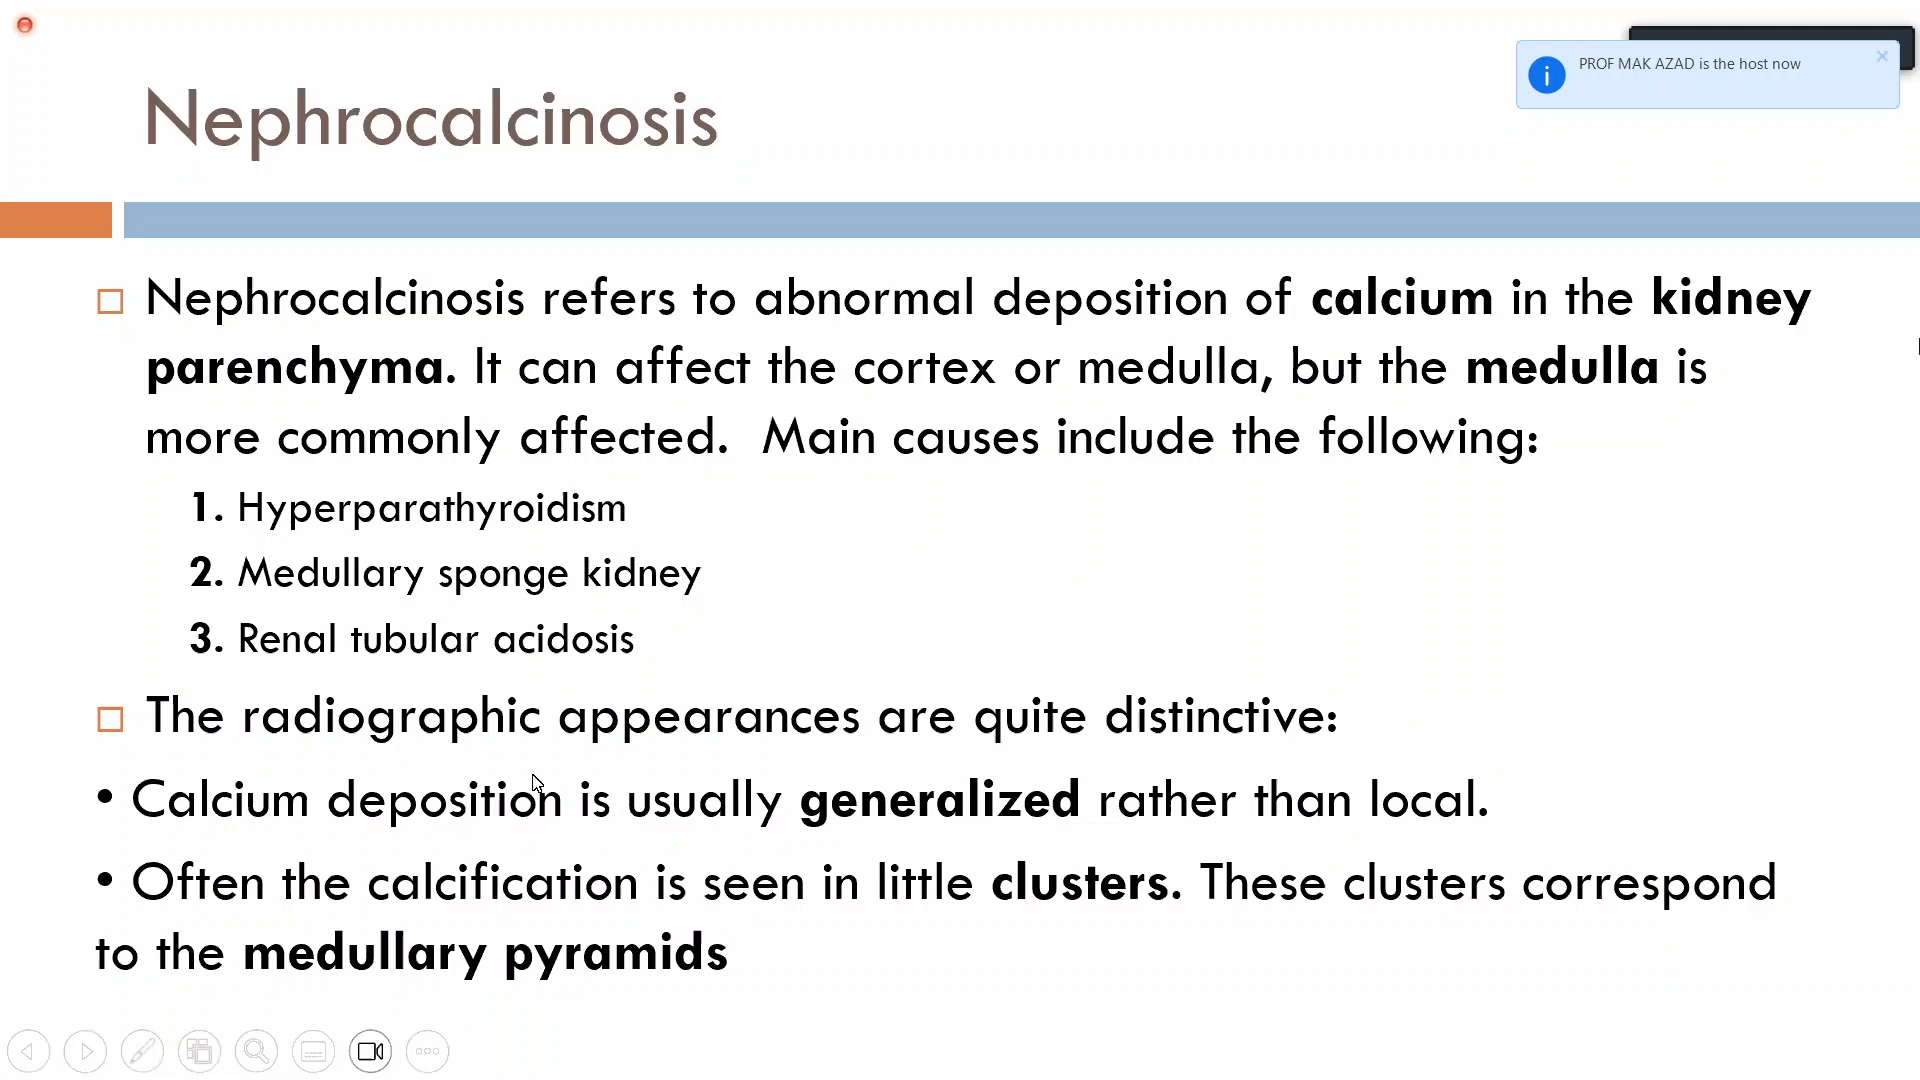 Nephrocalcinosis
PROF MAK AZAD is the host now
Nephrocalcinosis refers to abnormal deposition of calcium in the kidney
parenchyma. It can affect the cortex or medulla, but the medulla is
more commonly affected. Main causes include the following:
1. Hyperparathyroidism
2. Medullary sponge kidney
3. Renal tubular acidosis
The radiographic appearances are quite distinctive:
• Calcium deposition is usually generalized rather than local.
• Often the calcification is seen in little clusters. These clusters correspond
to the medullary pyramids